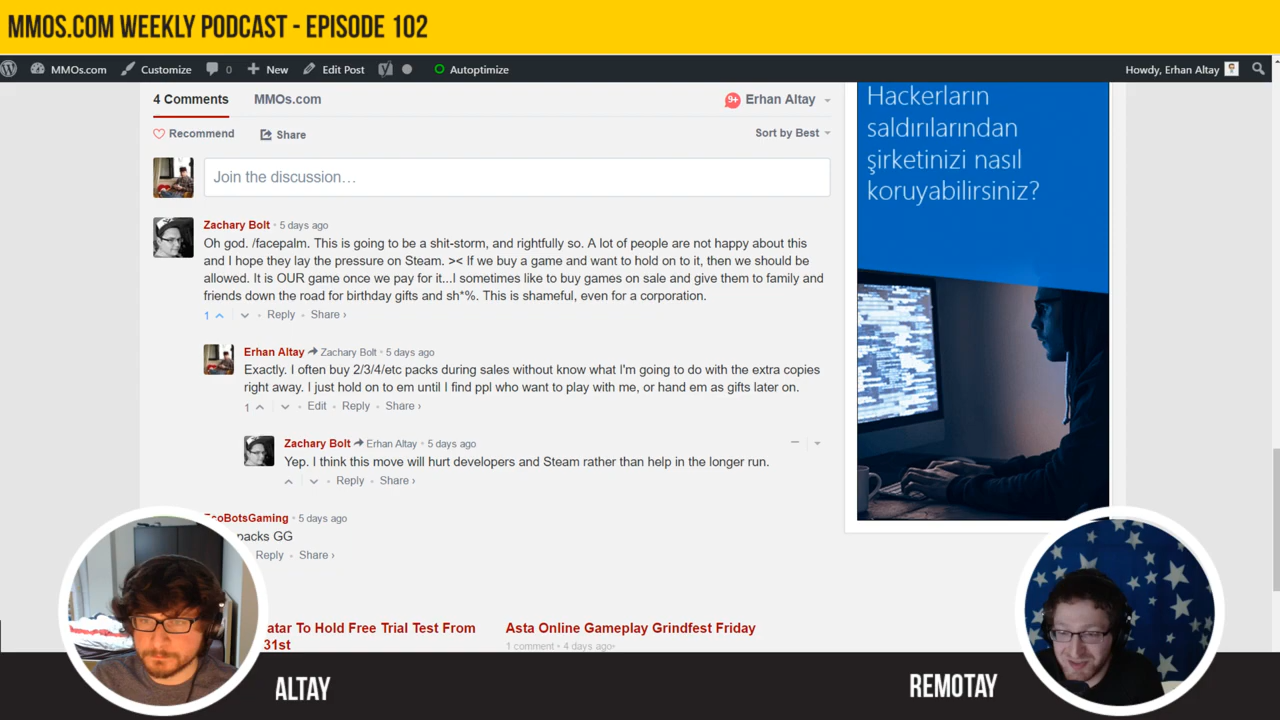 MMOS.COM WEEKLY PODCAST - EPISODE 102
MMOs.com Customize 0 New Edit Post Autoptimize Howdy, Erhan Altay
4 Comments MMOs.com 9+ Erhan Altay
Recommend Share Sort by Best
Join the discussion…
Zachary Bolt • 5 days ago
Oh god. /facepalm. This is going to be a shit-storm, and rightfully so. A lot of people are not happy about this
and I hope they lay the pressure on Steam. >< If we buy a game and want to hold on to it, then we should be
allowed. It is OUR game once we pay for it...I sometimes like to buy games on sale and give them to family and
friends down the road for birthday gifts and sh*%. This is shameful, even for a corporation.
1 • Reply • Share ›
Erhan Altay Zachary Bolt • 5 days ago
Exactly. I often buy 2/3/4/etc packs during sales without know what I'm going to do with the extra copies
right away. I just hold on to em until I find ppl who want to play with me, or hand em as gifts later on.
1 • Edit • Reply • Share ›
Zachary Bolt Erhan Altay • 5 days ago
Yep. I think this move will hurt developers and Steam rather than help in the longer run.
• Reply • Share ›
ZooBotsGaming • 5 days ago
packs GG
Reply • Share ›
atar To Hold Free Trial Test From
31st
Asta Online Gameplay Grindfest Friday
1 comment • 4 days ago•
Hackerların
saldırılarından
şirketinizi nasıl
koruyabilirsiniz?
ALTAY
REMOTAY